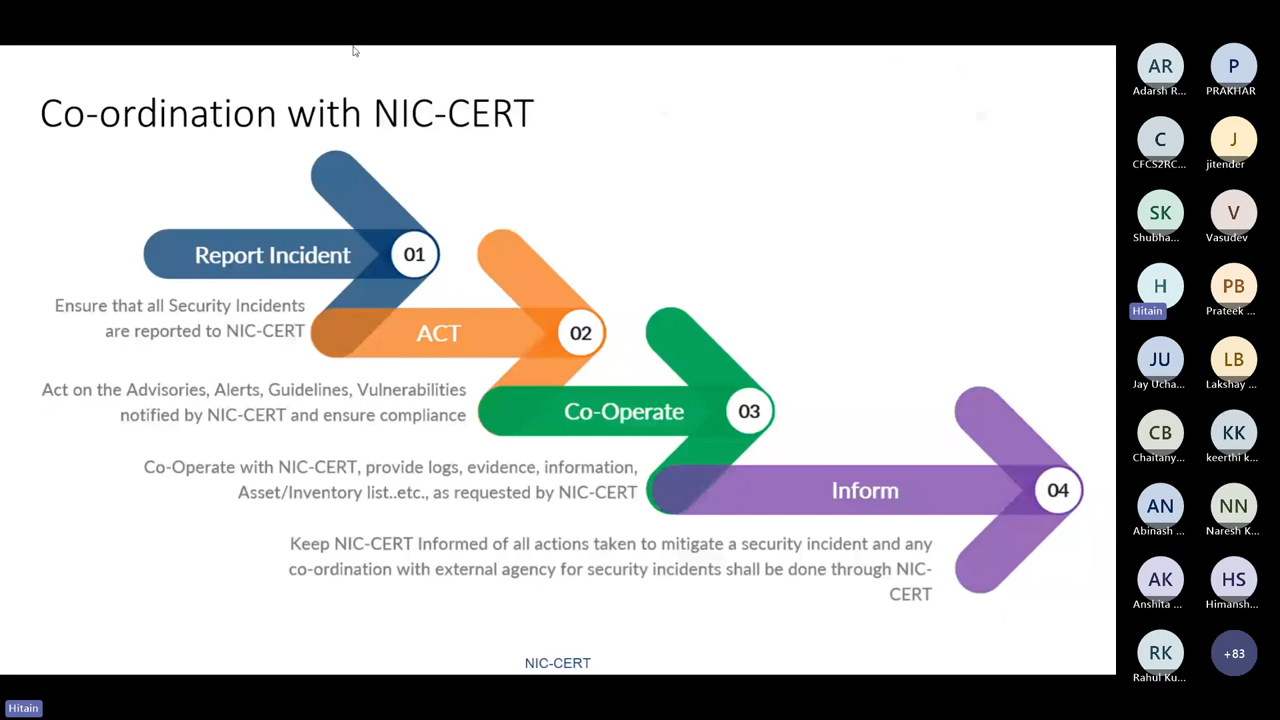 Co-ordination with NIC-CERT
Report Incident
01
Ensure that all Security Incidents
are reported to NIC-CERT
ACT
02
Act on the Advisories, Alerts, Guidelines, Vulnerabilities
notified by NIC-CERT and ensure compliance
Co-Operate
03
Co-Operate with NIC-CERT, provide logs, evidence, information,
Asset/Inventory list..etc., as requested by NIC-CERT
Inform
04
Keep NIC-CERT Informed of all actions taken to mitigate a security incident and any
co-ordination with external agency for security incidents shall be done through NIC-
CERT
NIC-CERT
Hitain
AR
Adarsh R...
P
PRAKHAR
C
CFCS2RC...
J
jitender
SK
Shubha...
V
Vasudev
H
Hitain
PB
Prateek ...
JU
Jay Ucha...
LB
Lakshay ...
CB
Chaitany...
KK
keerthi k...
AN
Abinash ...
NN
Naresh K...
AK
Anshita ...
HS
Himansh...
RK
Rahul Ku...
+83